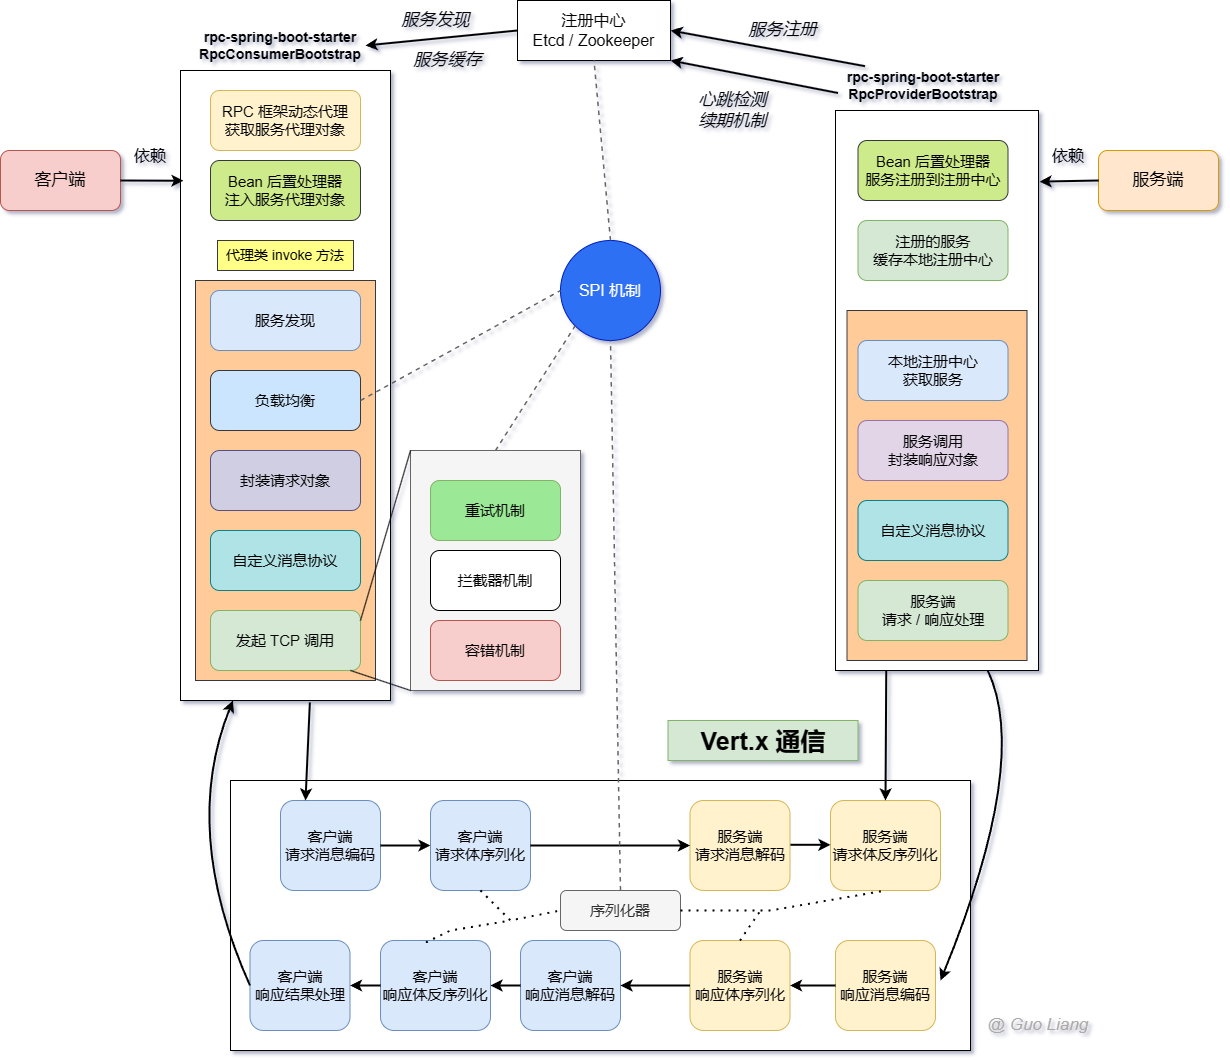 注册中心
Etcd / Zookeeper
服务发现
服务缓存
服务注册
心跳检测
续期机制
rpc-spring-boot-starter
RpcConsumerBootstrap
rpc-spring-boot-starter
RpcProviderBootstrap
客户端
依赖
RPC 框架动态代理
获取服务代理对象
Bean 后置处理器
注入服务代理对象
代理类 invoke 方法
服务发现
负载均衡
封装请求对象
自定义消息协议
发起 TCP 调用
SPI 机制
重试机制
拦截器机制
容错机制
依赖
服务端
Bean 后置处理器
服务注册到注册中心
注册的服务
缓存本地注册中心
本地注册中心
获取服务
服务调用
封装响应对象
自定义消息协议
服务端
请求 / 响应处理
Vert.x 通信
客户端
请求消息编码
客户端
请求体序列化
服务端
请求消息解码
服务端
请求体反序列化
序列化器
客户端
响应结果处理
客户端
响应体反序列化
客户端
响应消息解码
服务端
响应体序列化
服务端
响应消息编码
@ Guo Liang